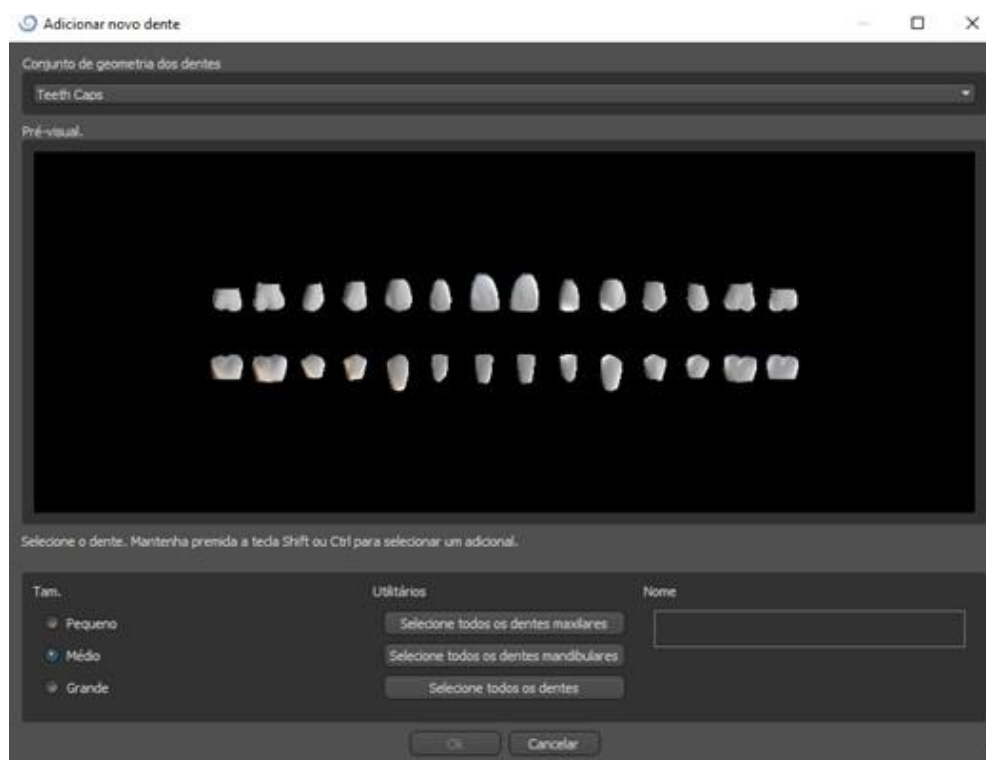 Adicionar novo dente
Conjunto de geometria dos dentes
Teeth Caps
Pré-visual.
Selecione o dente. Mantenha premida a tecla Shift ou Ctrl para selecionar um adicional.
Tam.
Utilitários
Nome
Pequeno
Selecione todos os dentes maxilares
Médio
Selecione todos os dentes mandibulares
Grande
Selecione todos os dentes
Ok
Cancelar